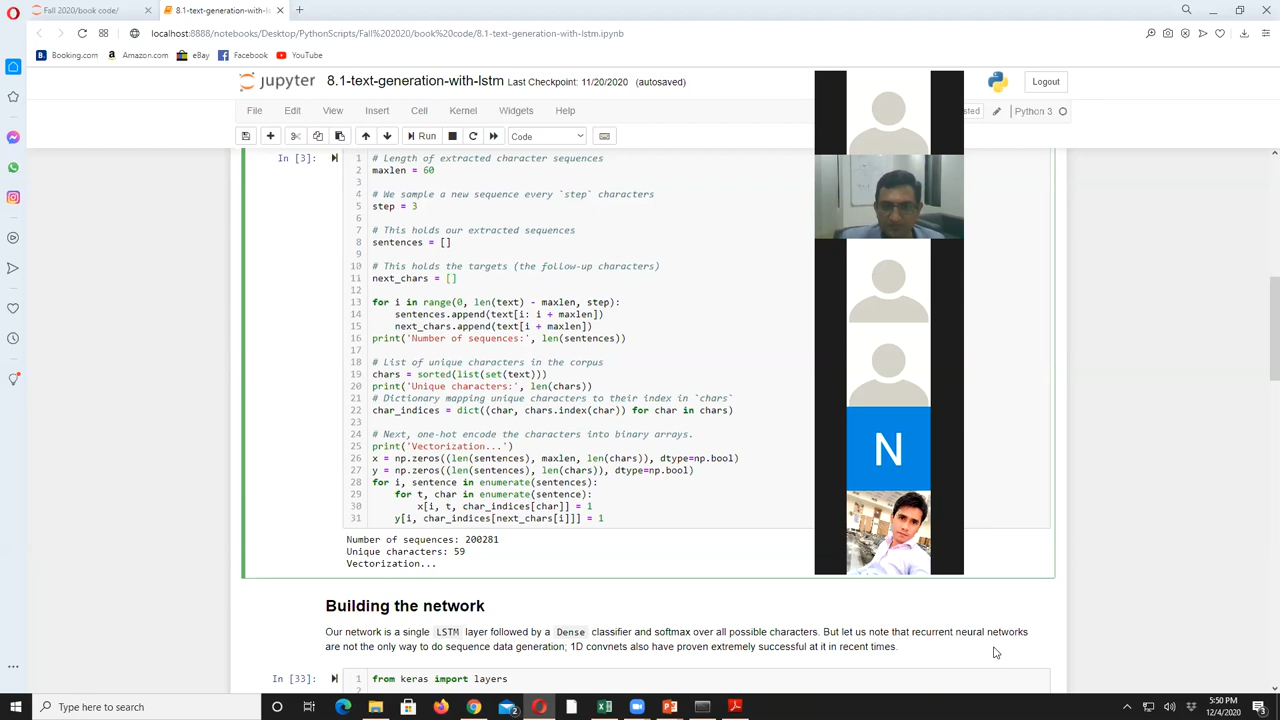 Fall 2020/book code/
8.1-text-generation-with-lstm
localhost:8888/notebooks/Desktop/PythonScripts/Fall%202020/book%20code/8.1-text-generation-with-lstm.ipynb
Booking.com
Amazon.com
eBay
Facebook
YouTube
jupyter 8.1-text-generation-with-lstm Last Checkpoint: 11/20/2020 (autosaved)
Logout
File Edit View Insert Cell Kernel Widgets Help
Python 3
Run
Code
In [3]:
1 # Length of extracted character sequences
2 maxlen = 60
3
4 # We sample a new sequence every `step` characters
5 step = 3
6
7 # This holds our extracted sequences
8 sentences = []
9
10 # This holds the targets (the follow-up characters)
11 next_chars = []
12
13 for i in range(0, len(text) - maxlen, step):
14     sentences.append(text[i: i + maxlen])
15     next_chars.append(text[i + maxlen])
16 print('Number of sequences:', len(sentences))
17
18 # List of unique characters in the corpus
19 chars = sorted(list(set(text)))
20 print('Unique characters:', len(chars))
21 # Dictionary mapping unique characters to their index in `chars`
22 char_indices = dict((char, chars.index(char)) for char in chars)
23
24 # Next, one-hot encode the characters into binary arrays.
25 print('Vectorization...')
26 x = np.zeros((len(sentences), maxlen, len(chars)), dtype=np.bool)
27 y = np.zeros((len(sentences), len(chars)), dtype=np.bool)
28 for i, sentence in enumerate(sentences):
29     for t, char in enumerate(sentence):
30         x[i, t, char_indices[char]] = 1
31     y[i, char_indices[next_chars[i]]] = 1
Number of sequences: 200281
Unique characters: 59
Vectorization...
N
Building the network
Our network is a single LSTM layer followed by a Dense classifier and softmax over all possible characters. But let us note that recurrent neural networks
are not the only way to do sequence data generation; 1D convnets also have proven extremely successful at it in recent times.
In [33]:
1 from keras import layers
2
Type here to search
5:50 PM
12/4/2020